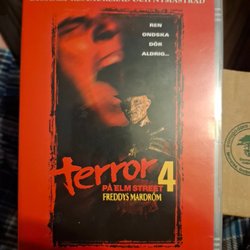 REN
ONDSKA
DÖR
ALDRIG...
terror 4
PÅ ELM STREET
FREDDYS MARDRÖM